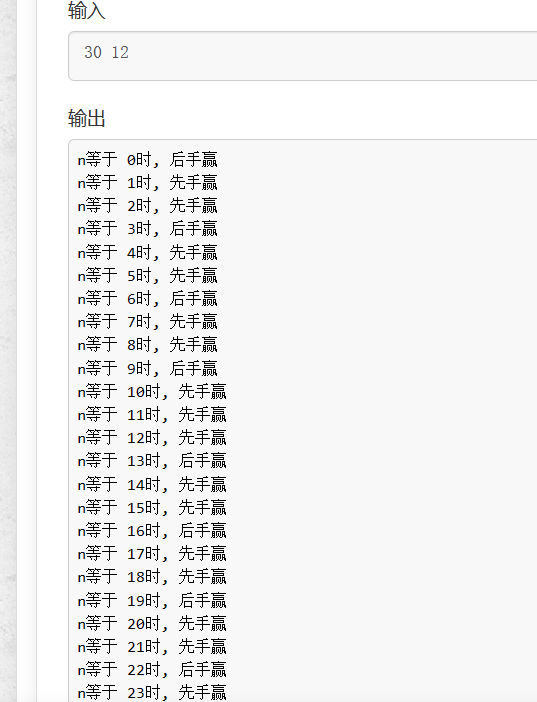 输入
30 12
输出
n等于 0时, 后手赢
n等于 1时, 先手赢
n等于 2时, 先手赢
n等于 3时, 后手赢
n等于 4时, 先手赢
n等于 5时, 先手赢
n等于 6时, 后手赢
n等于 7时, 先手赢
n等于 8时, 先手赢
n等于 9时, 后手赢
n等于 10时, 先手赢
n等于 11时, 先手赢
n等于 12时, 先手赢
n等于 13时, 后手赢
n等于 14时, 先手赢
n等于 15时, 先手赢
n等于 16时, 后手赢
n等于 17时, 先手赢
n等于 18时, 先手赢
n等于 19时, 后手赢
n等于 20时, 先手赢
n等于 21时, 先手赢
n等于 22时, 后手赢
n等于 23时, 先手赢